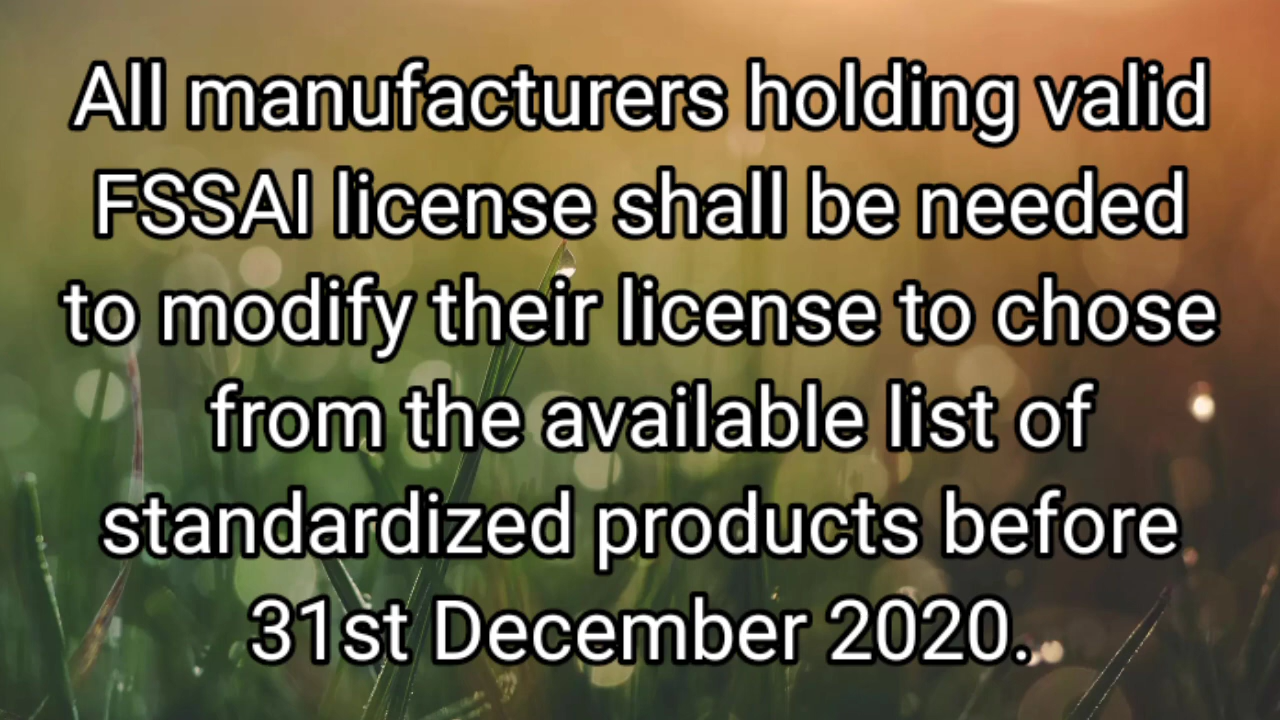 All manufacturers holding valid
FSSAI license shall be needed
to modify their license to chose
from the available list of
standardized products before
31st December 2020.